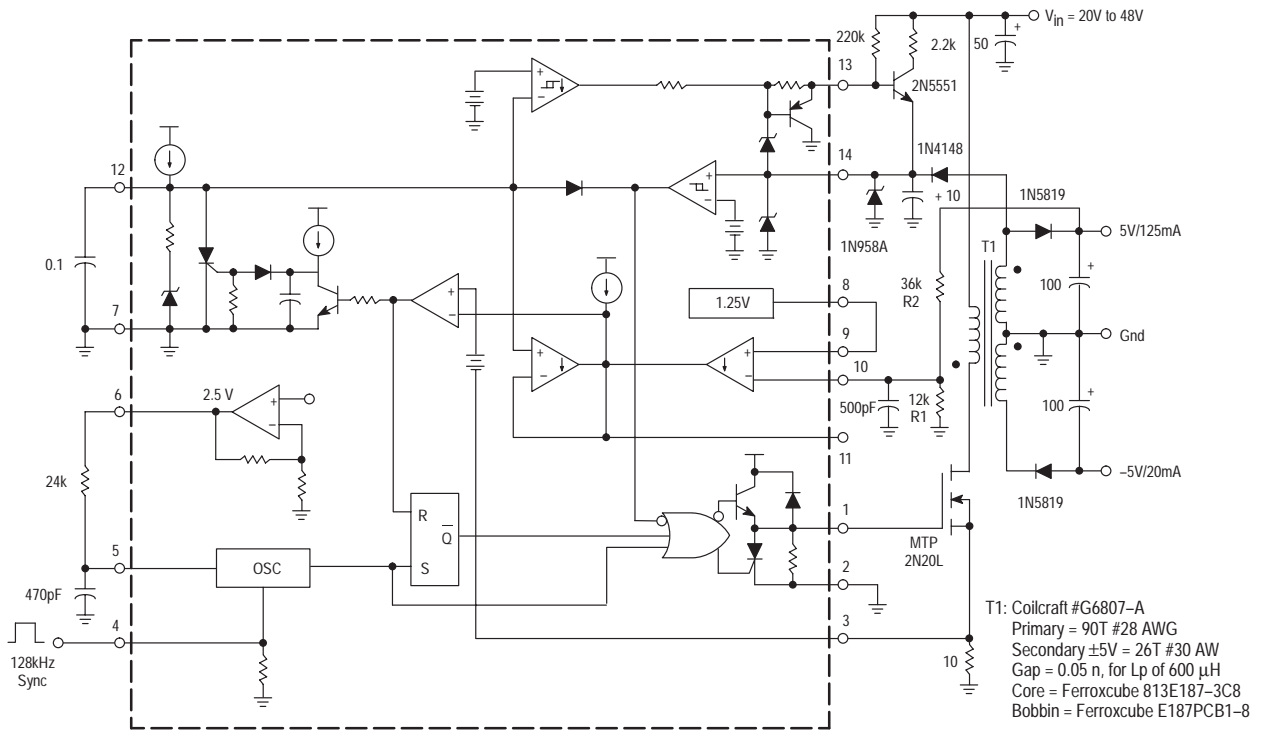 Vin = 20V to 48V
220k
2.2k
50
+
13
2N5551
+
−
12
14
1N4148
+
−
+ 10
1N5819
1N958A
5V/125mA
T1
+
0.1
36k
R2
100
8
1.25V
+
−
7
9
Gnd
+
−
+
−
10
6
2.5 V
+
−
500pF
12k
R1
100
+
11
24k
–5V/20mA
1N5819
R
Q
S
1
MTP
2N20L
5
OSC
2
470pF
4
3
128kHz
Sync
10
T1: Coilcraft #G6807–A
Primary = 90T #28 AWG
Secondary ±5V = 26T #30 AW
Gap = 0.05 n, for Lp of 600 μH
Core = Ferroxcube 813E187–3C8
Bobbin = Ferroxcube E187PCB1–8